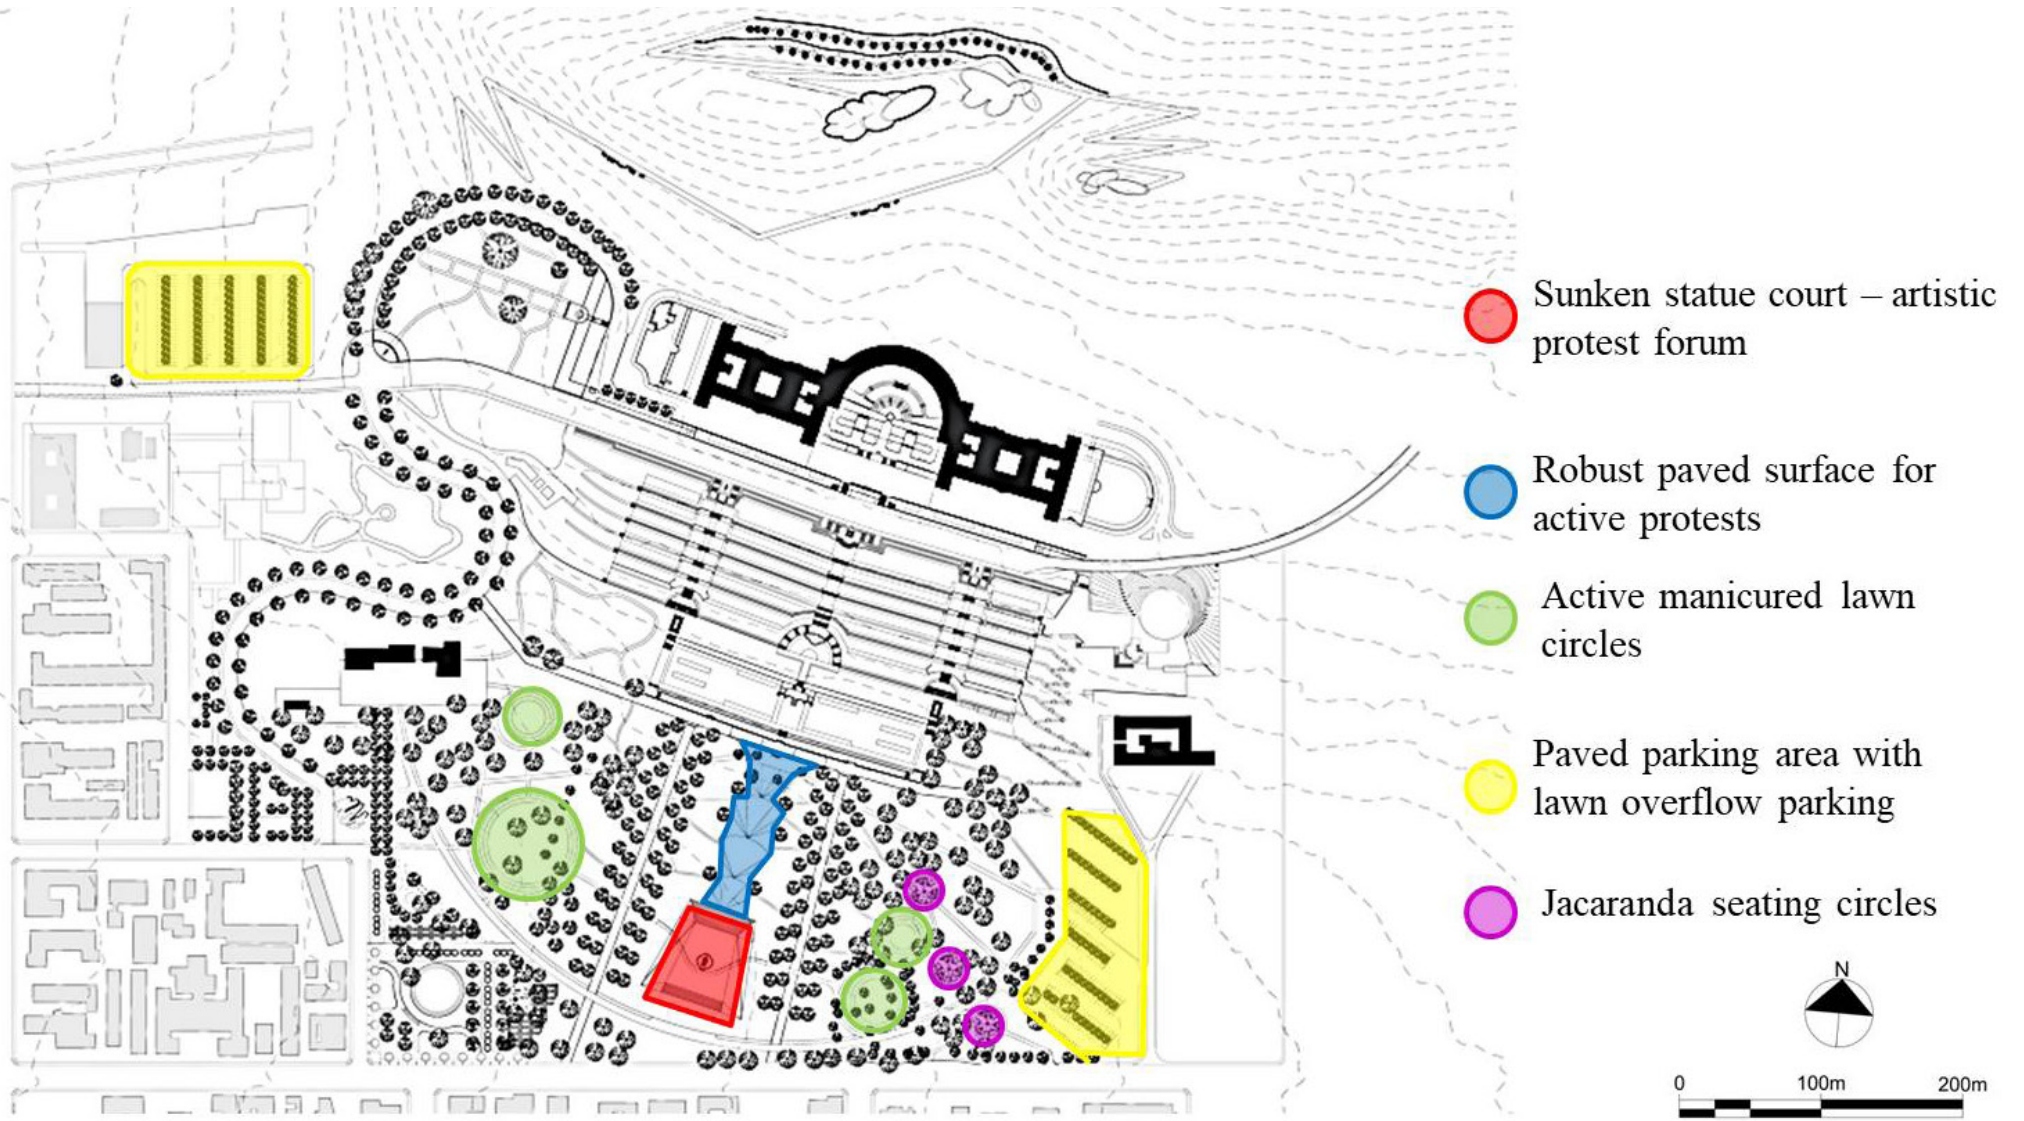 Sunken statue court – artistic
protest forum
Robust paved surface for
active protests
Active manicured lawn
circles
Paved parking area with
lawn overflow parking
Jacaranda seating circles
N
0 100m 200m